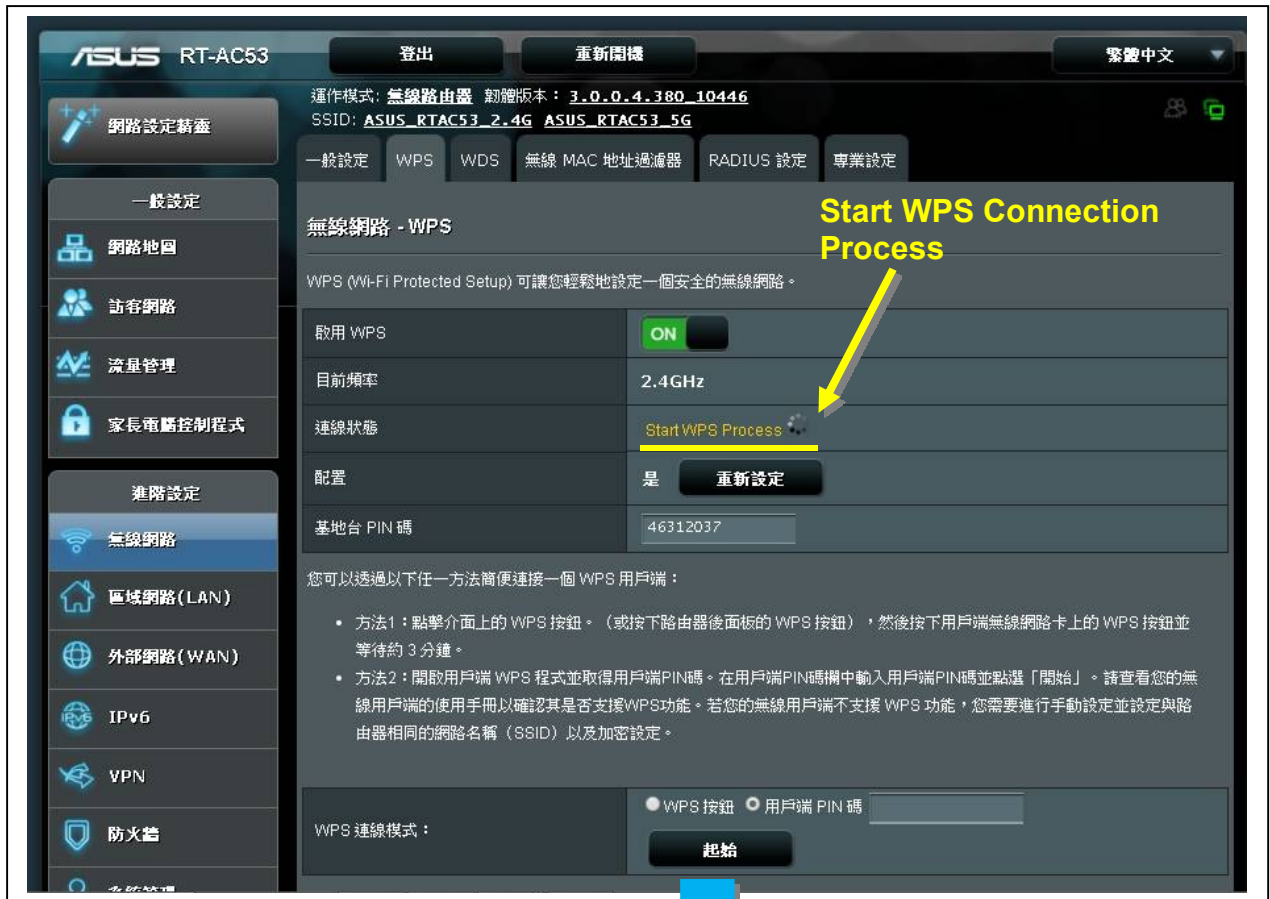 ASUS RT-AC53
登出
重新開機
繁體中文
運作模式: 無線路由器 韌體版本： 3.0.0.4.380_10446
SSID: ASUS_RTAC53_2.4G ASUS_RTAC53_5G
網路設定精靈
一般設定
網路地圖
訪客網路
流量管理
家長電腦控制程式
進階設定
無線網路
區域網路(LAN)
外部網路(WAN)
IPv6
VPN
防火牆
系統管理
一般設定 WPS WDS 無線 MAC 地址過濾器 RADIUS 設定 專業設定
無線網路 - WPS
Start WPS Connection
Process
WPS (Wi-Fi Protected Setup) 可讓您輕鬆地設定一個安全的無線網路。
啟用 WPS
ON
目前頻率
2.4GHz
連線狀態
Start WPS Process
配置
是 重新設定
基地台 PIN 碼
46312037
您可以透過以下任一方法簡便連接一個 WPS 用戶端：
• 方法1：點擊介面上的 WPS 按鈕。（或按下路由器後面板的 WPS 按鈕），然後按下用戶端無線網路卡上的 WPS 按鈕並
等待約 3 分鐘。
• 方法2：開啟用戶端 WPS 程式並取得用戶端PIN碼。在用戶端PIN碼欄中輸入用戶端PIN碼並點選「開始」。請查看您的無
線用戶端的使用手冊以確認其是否支援WPS功能。若您的無線用戶端不支援 WPS 功能，您需要進行手動設定並設定與路
由器相同的網路名稱（SSID）以及加密設定。
WPS 連線模式：
WPS 按鈕 用戶端 PIN 碼
起始